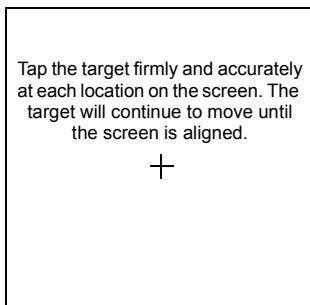 Tap the target firmly and accurately
at each location on the screen. The
target will continue to move until
the screen is aligned.